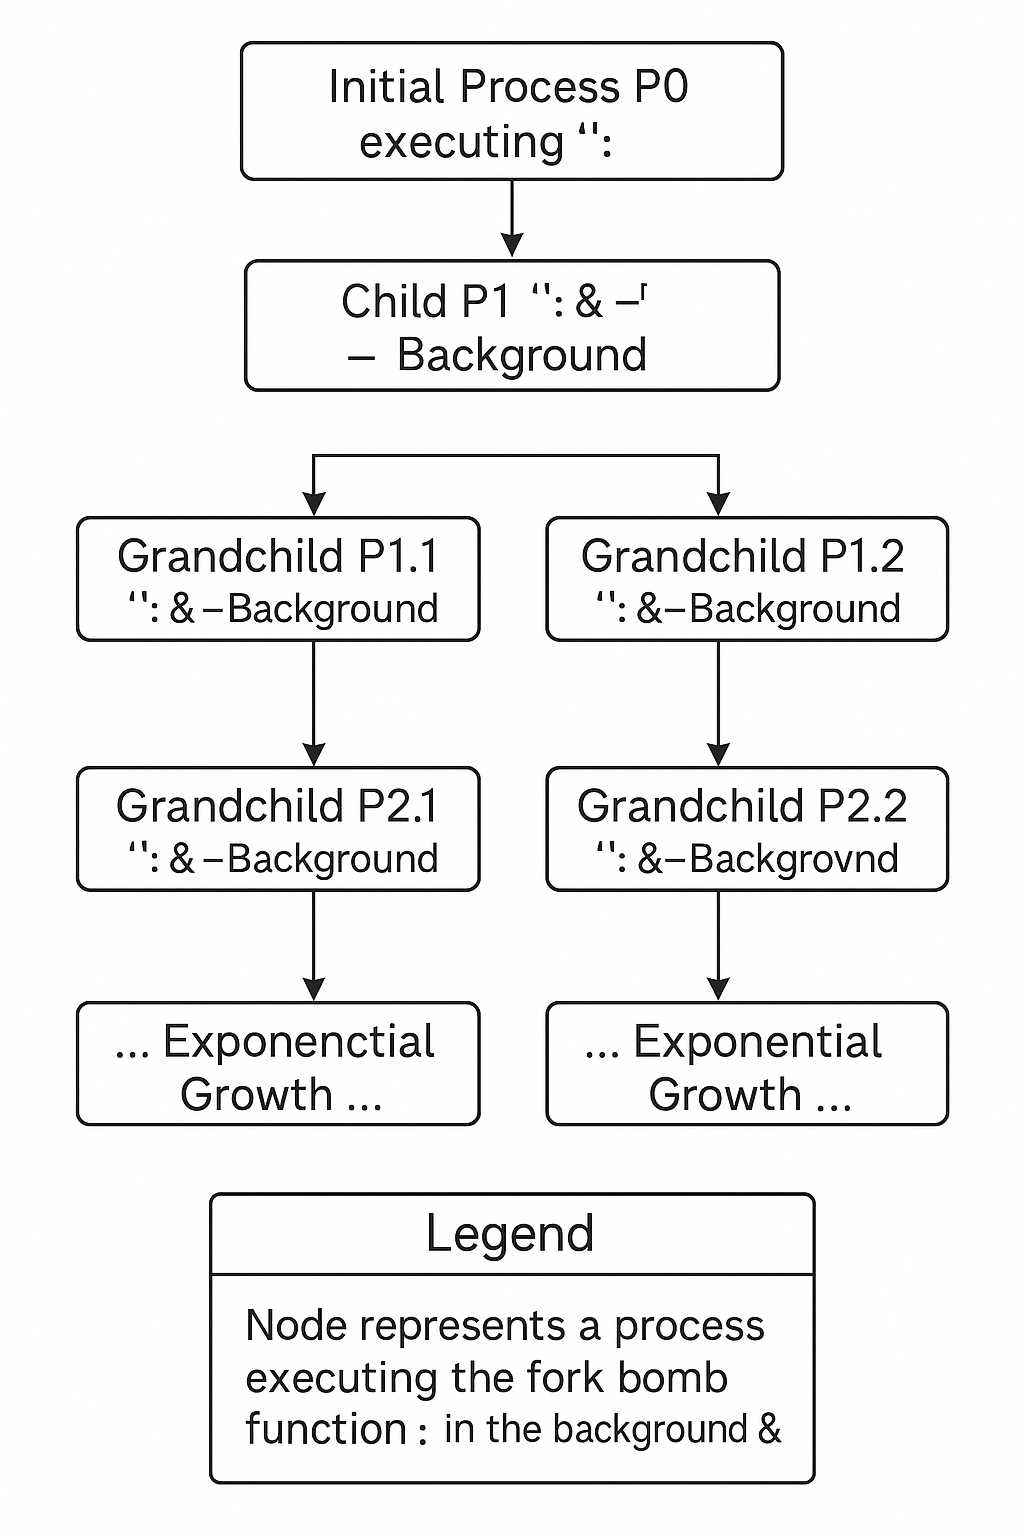 Initial Process P0
executing ‘': 
Child P1 ‘': & –
– Background
Grandchild P1.1
‘': & –Background
Grandchild P1.2
‘': &–Background
Grandchild P2.1
‘': & –Background
Grandchild P2.2
‘': &–Backgrovnd
... Exponenctial
Growth ...
... Exponential
Growth ...
Legend
Node represents a process
executing the fork bomb
function : in the background &